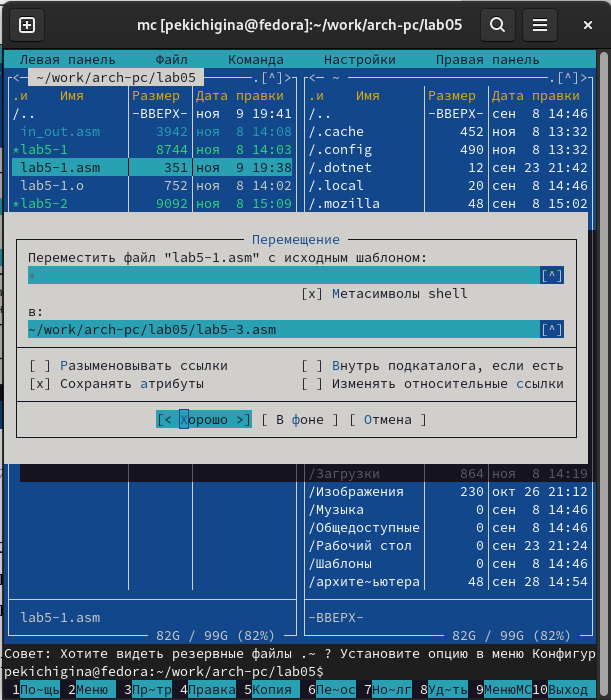 mc [pekichigina@fedora]:~/work/arch-pc/lab05
Левая панель Файл Команда Настройки Правая панель
<─ ~/work/arch-pc/lab05 .[^]> <─ ~ .[^]>
.и Имя Размер Дата правки .и Имя Размер Дата правки
/.. -ВВЕРХ- ноя 9 19:41 /.. -ВВЕРХ- сен 8 14:46
in_out.asm 3942 ноя 8 14:08 /.cache 452 ноя 8 13:32
*lab5-1 8744 ноя 8 14:03 /.config 490 ноя 8 13:32
lab5-1.asm 351 ноя 9 19:38 /.dotnet 12 сен 23 21:42
lab5-1.o 752 ноя 8 14:02 /.local 20 сен 8 14:46
*lab5-2 9092 ноя 8 15:09 /.mozilla 48 сен 8 15:02
Перемещение
Переместить файл "lab5-1.asm" с исходным шаблоном:
* [^]
[x] Метасимволы shell
в:
~/work/arch-pc/lab05/lab5-3.asm [^]
[ ] Разыменовывать ссылки [ ] Внутрь подкаталога, если есть
[x] Сохранять атрибуты [ ] Изменять относительные ссылки
[< Хорошо >] [ В фоне ] [ Отмена ]
/Загрузки 864 ноя 8 14:19
/Изображения 230 окт 26 21:12
/Музыка 0 сен 8 14:46
/Общедоступные 0 сен 8 14:46
/Рабочий стол 0 сен 23 21:24
/Шаблоны 0 сен 8 14:46
/архите~ьютера 48 сен 28 14:54
lab5-1.asm -ВВЕРХ-
82G / 99G (82%) 82G / 99G (82%)
Совет: Хотите видеть резервные файлы .~ ? Установите опцию в меню Конфигур
pekichigina@fedora:~/work/arch-pc/lab05$
1По~щь 2Меню 3Пр~тр 4Правка 5Копия 6Пе~ос 7Но~лг 8Уд~ть 9МенюMC 10Выход